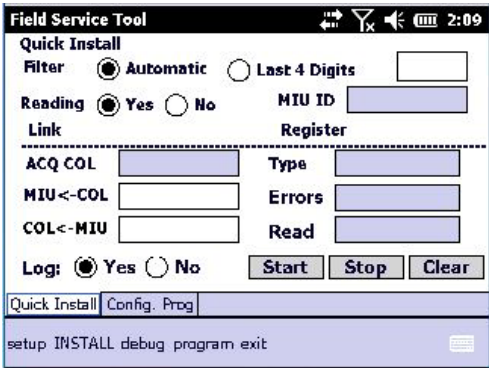 Field Service Tool 2:09
Quick Install
Filter Automatic Last 4 Digits
Reading Yes No MIU ID
Link Register
ACQ COL Type
MIU<-COL Errors
COL<-MIU Read
Log: Yes No Start Stop Clear
Quick Install Config. Prog
setup INSTALL debug program exit